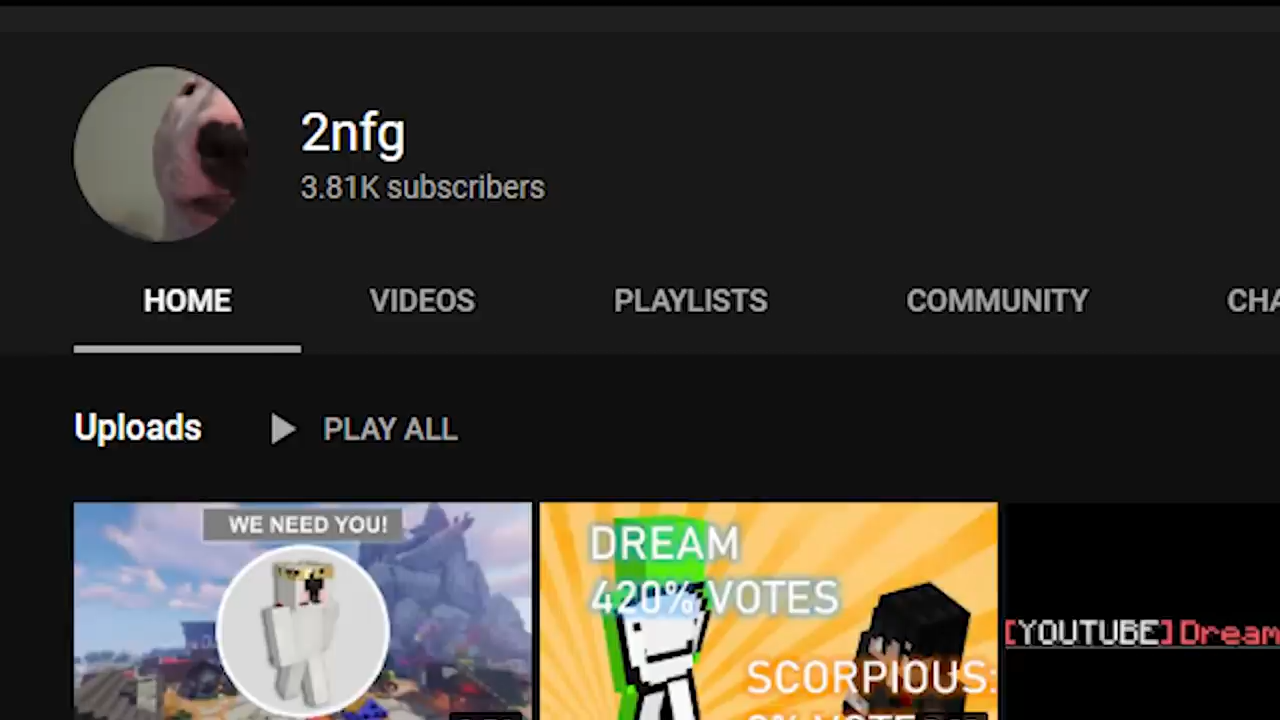 2nfg
3.81K subscribers
HOME VIDEOS PLAYLISTS COMMUNITY CHA
Uploads PLAY ALL
WE NEED YOU!
DREAM
420% VOTES
SCORPIOUS:
[YOUTUBE] Dream